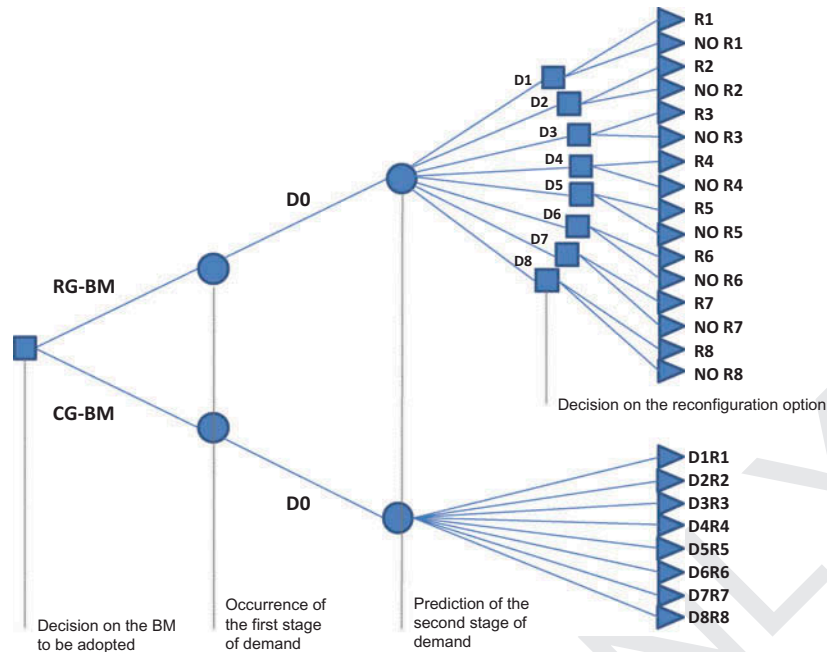 R1
NO R1
R2
NO R2
R3
NO R3
R4
NO R4
R5
NO R5
R6
NO R6
R7
NO R7
R8
NO R8
D1
D2
D3
D4
D5
D6
D7
D8
D0
RG-BM
CG-BM
D0
Decision on the reconfiguration option
D1R1
D2R2
D3R3
D4R4
D5R5
D6R6
D7R7
D8R8
Decision on the BM
to be adopted
Occurrence of
the first stage
of demand
Prediction of the
second stage of
demand